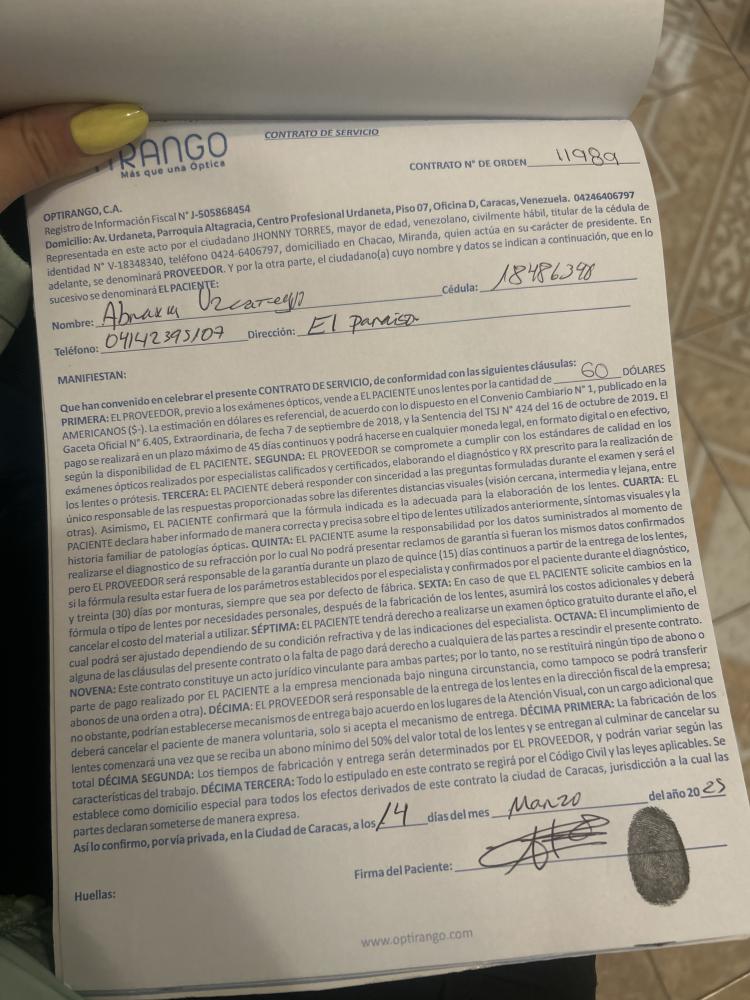 CONTRATO DE SERVICIO
TIRANGO
Más que una Óptica
CONTRATO N° DE ORDEN 11989
OPTIRANGO, C.A.
Registro de Información Fiscal N° J-505868454
Domicilio: Av. Urdaneta, Parroquia Altagracia, Centro Profesional Urdaneta, Piso 07, Oficina D, Caracas, Venezuela. 04246406797
Representada en este acto por el ciudadano JHONNY TORRES, mayor de edad, venezolano, civilmente hábil, titular de la cédula de
identidad N° V-18348340, teléfono 0424-6406797, domiciliado en Chacao, Miranda, quien actúa en su carácter de presidente. En
adelante, se denominará PROVEEDOR. Y por la otra parte, el ciudadano(a) cuyo nombre y datos se indican a continuación, que en lo
sucesivo se denominará EL PACIENTE:
Nombre: Cédula: 18486398
Teléfono: 04142395107 Dirección: El paraiso
MANIFIESTAN:
Que han convenido en celebrar el presente CONTRATO DE SERVICIO, de conformidad con las siguientes cláusulas:
PRIMERA: EL PROVEEDOR, previo a los exámenes ópticos, vende a EL PACIENTE unos lentes por la cantidad de 60 DÓLARES
AMERICANOS ($-). La estimación en dólares es referencial, de acuerdo con lo dispuesto en el Convenio Cambiario N° 1, publicado en la
Gaceta Oficial N° 6.405, Extraordinaria, de fecha 7 de septiembre de 2018, y la Sentencia del TSJ N° 424 del 16 de octubre de 2019. El
pago se realizará en un plazo máximo de 45 días continuos y podrá hacerse en cualquier moneda legal, en formato digital o en efectivo,
según la disponibilidad de EL PACIENTE. SEGUNDA: EL PROVEEDOR se compromete a cumplir con los estándares de calidad en los
exámenes ópticos realizados por especialistas calificados y certificados, elaborando el diagnóstico y RX prescrito para la realización de
los lentes o prótesis. TERCERA: EL PACIENTE deberá responder con sinceridad a las preguntas formuladas durante el examen y será el
único responsable de las respuestas proporcionadas sobre las diferentes distancias visuales (visión cercana, intermedia y lejana, entre
otras). Asimismo, EL PACIENTE confirmará que la fórmula indicada es la adecuada para la elaboración de los lentes. CUARTA: EL
PACIENTE declara haber informado de manera correcta y precisa sobre el tipo de lentes utilizados anteriormente, síntomas visuales y la
historia familiar de patologías ópticas. QUINTA: EL PACIENTE asume la responsabilidad por los datos suministrados al momento de
realizarse el diagnostico de su refracción por lo cual No podrá presentar reclamos de garantía si fueran los mismos datos confirmados
pero EL PROVEEDOR será responsable de la garantía durante un plazo de quince (15) días continuos a partir de la entrega de los lentes,
si la fórmula resulta estar fuera de los parámetros establecidos por el especialista y confirmados por el paciente durante el diagnóstico,
y treinta (30) días por monturas, siempre que sea por defecto de fábrica. SEXTA: En caso de que EL PACIENTE solicite cambios en la
fórmula o tipo de lentes por necesidades personales, después de la fabricación de los lentes, asumirá los costos adicionales y deberá
cancelar el costo del material a utilizar. SÉPTIMA: EL PACIENTE tendrá derecho a realizarse un examen óptico gratuito durante el año, el
cual podrá ser ajustado dependiendo de su condición refractiva y de las indicaciones del especialista. OCTAVA: El incumplimiento de
alguna de las cláusulas del presente contrato o la falta de pago dará derecho a cualquiera de las partes a rescindir el presente contrato.
NOVENA: Este contrato constituye un acto jurídico vinculante para ambas partes; por lo tanto, no se restituirá ningún tipo de abono o
parte de pago realizado por EL PACIENTE a la empresa mencionada bajo ninguna circunstancia, como tampoco se podrá transferir
abonos de una orden a otra). DÉCIMA: EL PROVEEDOR será responsable de la entrega de los lentes en la dirección fiscal de la empresa;
no obstante, podrían establecerse mecanismos de entrega bajo acuerdo en los lugares de la Atención Visual, con un cargo adicional que
deberá cancelar el paciente de manera voluntaria, solo si acepta el mecanismo de entrega. DÉCIMA PRIMERA: La fabricación de los
lentes comenzará una vez que se reciba un abono mínimo del 50% del valor total de los lentes y se entregan al culminar de cancelar su
total DÉCIMA SEGUNDA: Los tiempos de fabricación y entrega serán determinados por EL PROVEEDOR, y podrán variar según las
características del trabajo. DÉCIMA TERCERA: Todo lo estipulado en este contrato se regirá por el Código Civil y las leyes aplicables. Se
establece como domicilio especial para todos los efectos derivados de este contrato la ciudad de Caracas, jurisdicción a la cual las
partes declaran someterse de manera expresa.
Así lo confirmo, por vía privada, en la Ciudad de Caracas, a los 14 días del mes Marzo del año 2025
Firma del Paciente:
Huellas:
www.optirango.com